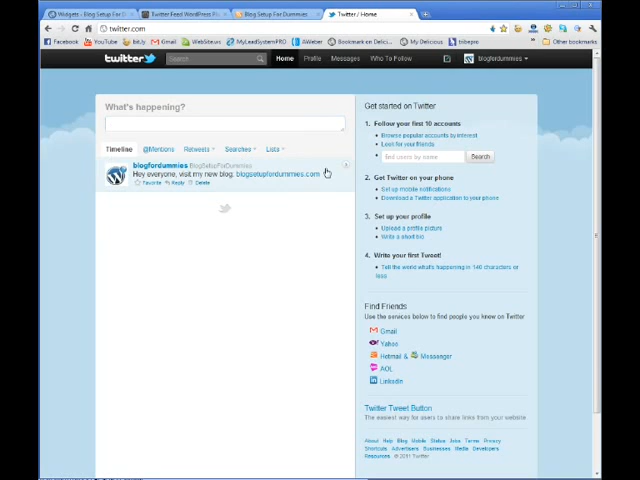 Widgets - Blog Setup For D
Twitter Feed WordPress Pl
Blog Setup For Dummies
Twitter / Home
twitter.com
Facebook
YouTube
bit.ly
Gmail
MyLeadSystemPRO
AWeber
Bookmark on Delici...
My Delicious
Other bookmarks
twitter
Search
Home
Profile
Messages
Who To Follow
blogfordummies
What's happening?
Timeline
@Mentions
Retweets
Searches
Lists
blogfordummies BlogSetupForDummies
Hey everyone, visit my new blog: blogsetupfordummies.com
Favorite Reply Delete
Get started on Twitter
1. Follow your first 10 accounts
Browse popular accounts by interest
Look for your friends
find users by name
Search
2. Get Twitter on your phone
Set up mobile notifications
Download a Twitter application to your phone
3. Set up your profile
Upload a profile picture
Write a short bio
4. Write your first Tweet!
Tell the world what's happening in 140 characters or
less
Find Friends
Use the services below to find people you know on Twitter
Gmail
Yahoo
Hotmail & Messenger
AOL
LinkedIn
Twitter Tweet Button
The easiest way for users to share links from your website
About Help Blog Mobile Status Jobs Terms Privacy
Shortcuts Advertisers Businesses Media Developers
Resources © 2011 Twitter